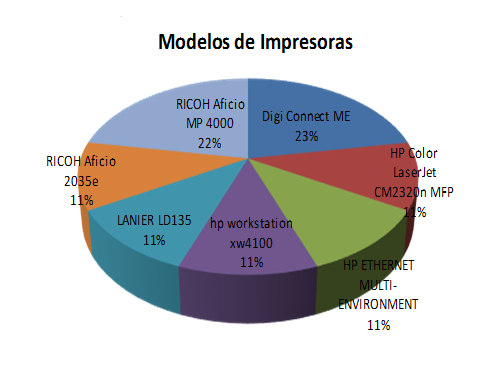 Modelos de Impresoras
Digi Connect ME
23%
HP Color
LaserJet
CM2320n MFP
11%
HP ETHERNET
MULTI-
ENVIRONMENT
11%
hp workstation
xw4100
11%
LANIER LD135
11%
RICOH Aficio
2035e
11%
RICOH Aficio
MP 4000
22%